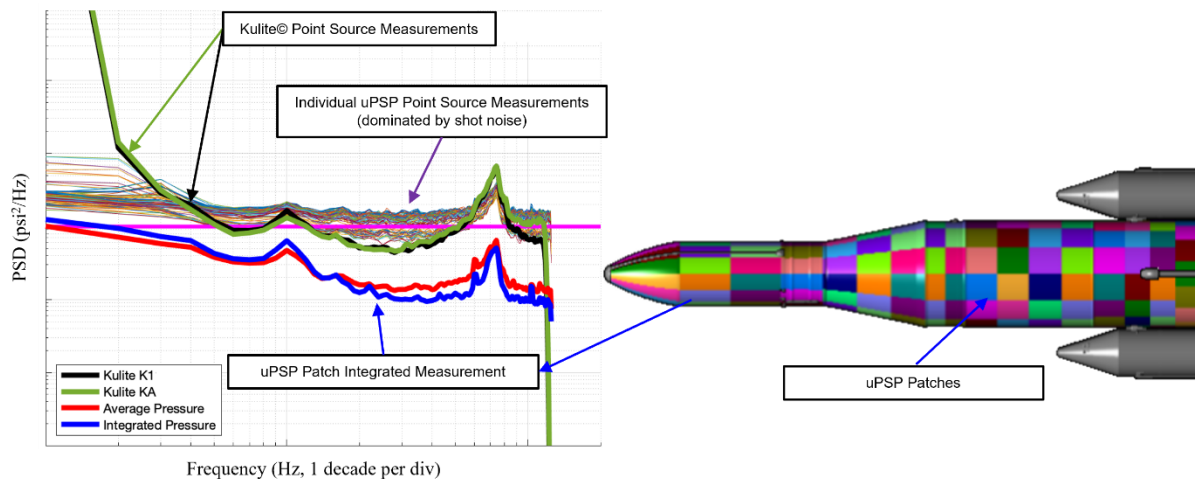 Kulite© Point Source Measurements
Individual uPSP Point Source Measurements
(dominated by shot noise)
PSD (psi²/Hz)
uPSP Patch Integrated Measurement
uPSP Patches
Kulite K1
Kulite KA
Average Pressure
Integrated Pressure
Frequency (Hz, 1 decade per div)